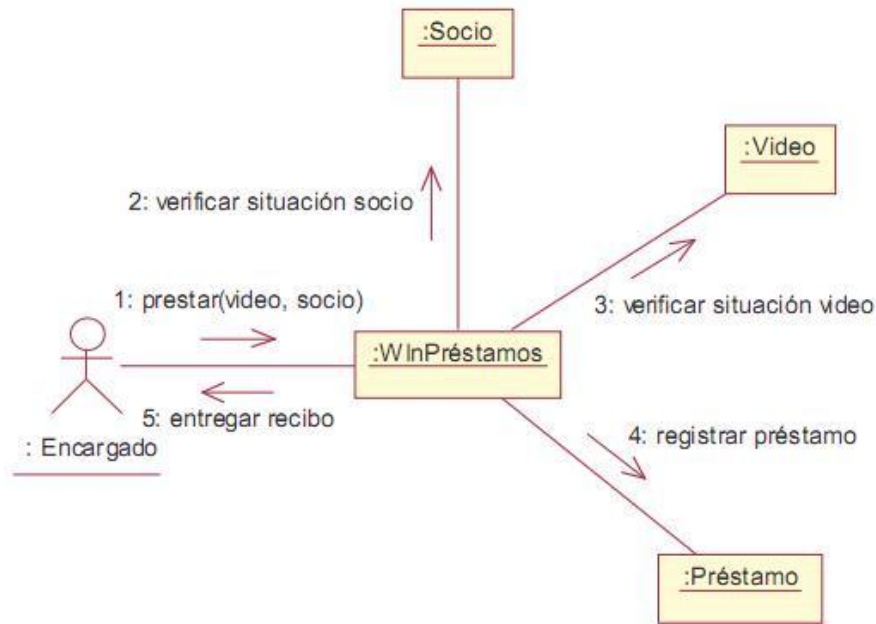 :Socio
:Video
2: verificar situación socio
1: prestar(video, socio)
3: verificar situación video
:WInPréstamos
5: entregar recibo
4: registrar préstamo
: Encargado
:Préstamo